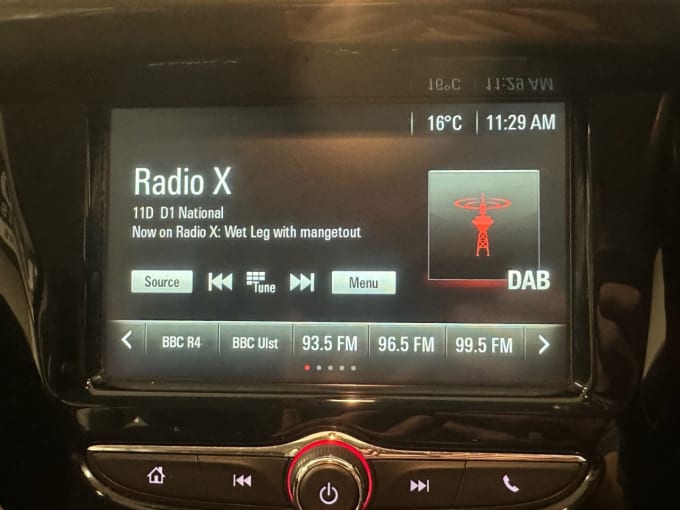 16°C 11:29 AM
Radio X
11D D1 National
Now on Radio X: Wet Leg with mangetout
DAB
Source Tune Menu
BBC R4 BBC Ulst 93.5 FM 96.5 FM 99.5 FM